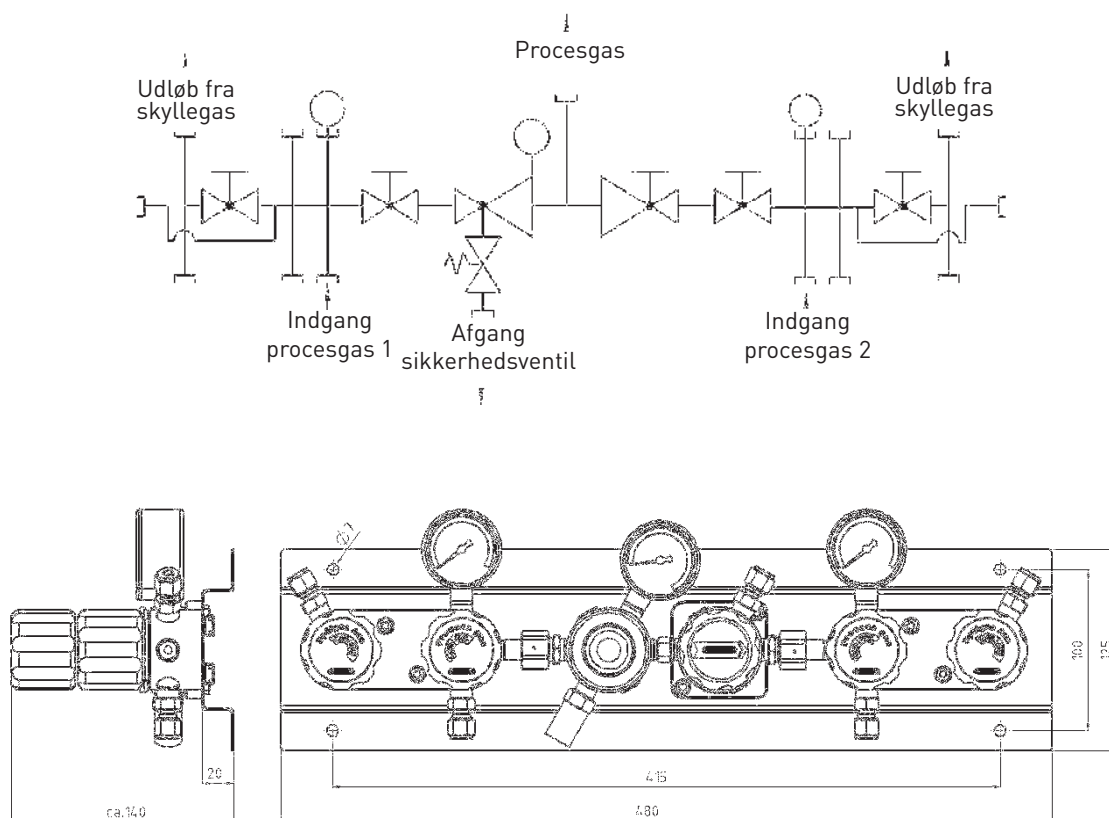 Procesgas
Udløb fra
skyllegas
Udløb fra
skyllegas
Indgang
procesgas 1
Afgang
sikkerhedsventil
Indgang
procesgas 2
Ø7
100
125
20
415
ca.140
480